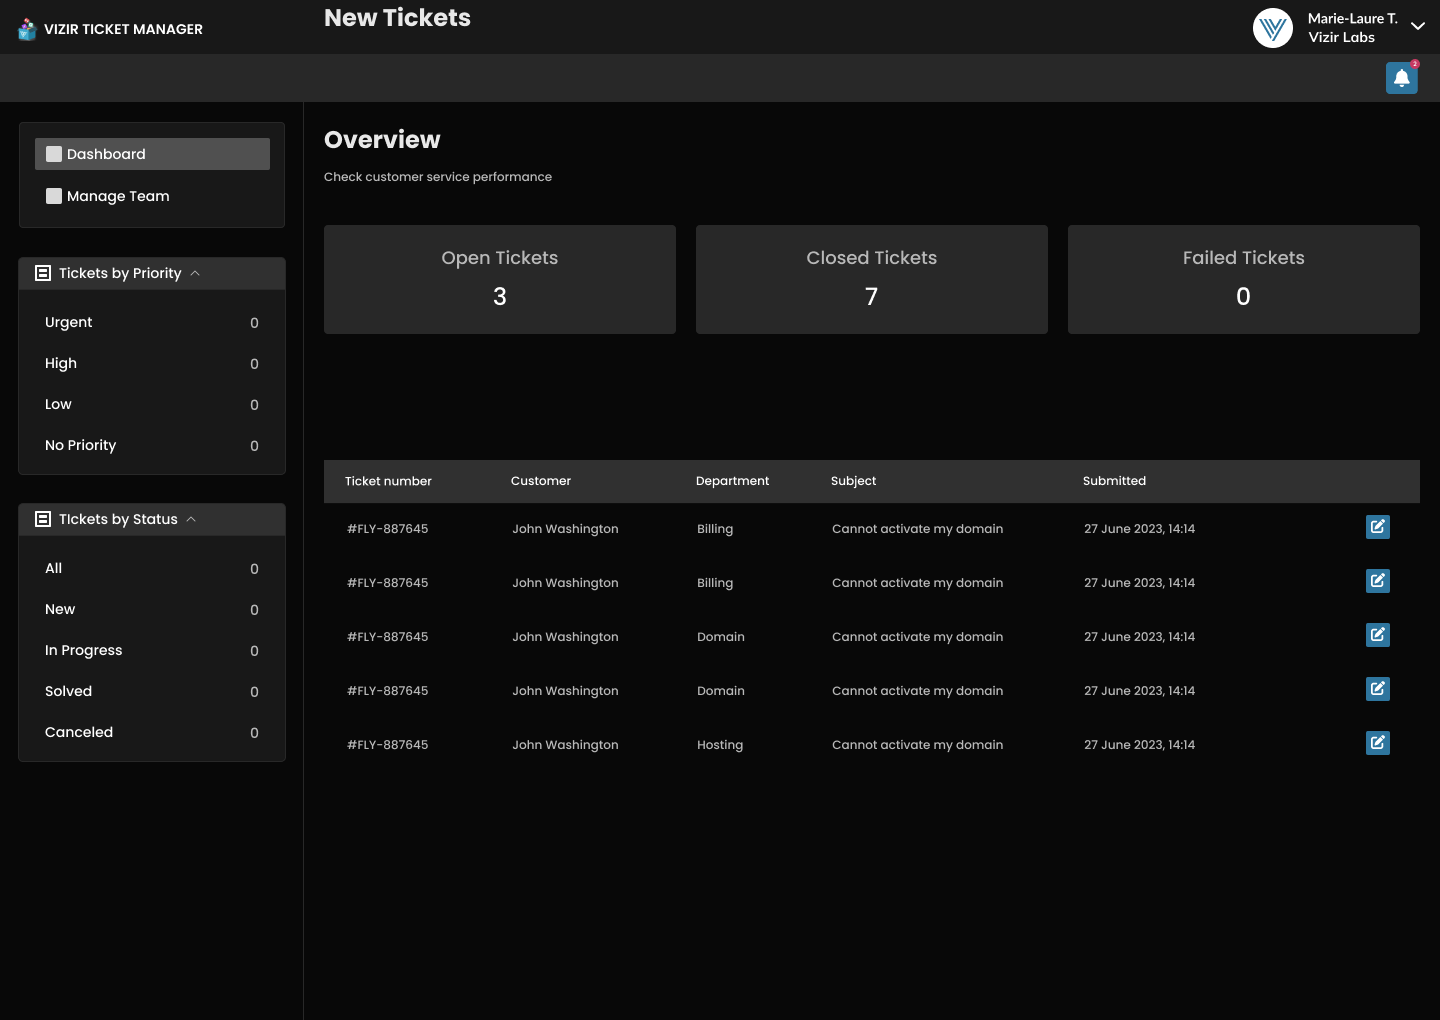 VIZIR TICKET MANAGER
New Tickets
Marie-Laure T.
Vizir Labs
2
Dashboard
Manage Team
Tickets by Priority
Urgent 0
High 0
Low 0
No Priority 0
TIckets by Status
All 0
New 0
In Progress 0
Solved 0
Canceled 0
Overview
Check customer service performance
Open Tickets
3
Closed Tickets
7
Failed Tickets
0
Ticket number Customer Department Subject Submitted
#FLY-887645 John Washington Billing Cannot activate my domain 27 June 2023, 14:14
#FLY-887645 John Washington Billing Cannot activate my domain 27 June 2023, 14:14
#FLY-887645 John Washington Domain Cannot activate my domain 27 June 2023, 14:14
#FLY-887645 John Washington Domain Cannot activate my domain 27 June 2023, 14:14
#FLY-887645 John Washington Hosting Cannot activate my domain 27 June 2023, 14:14